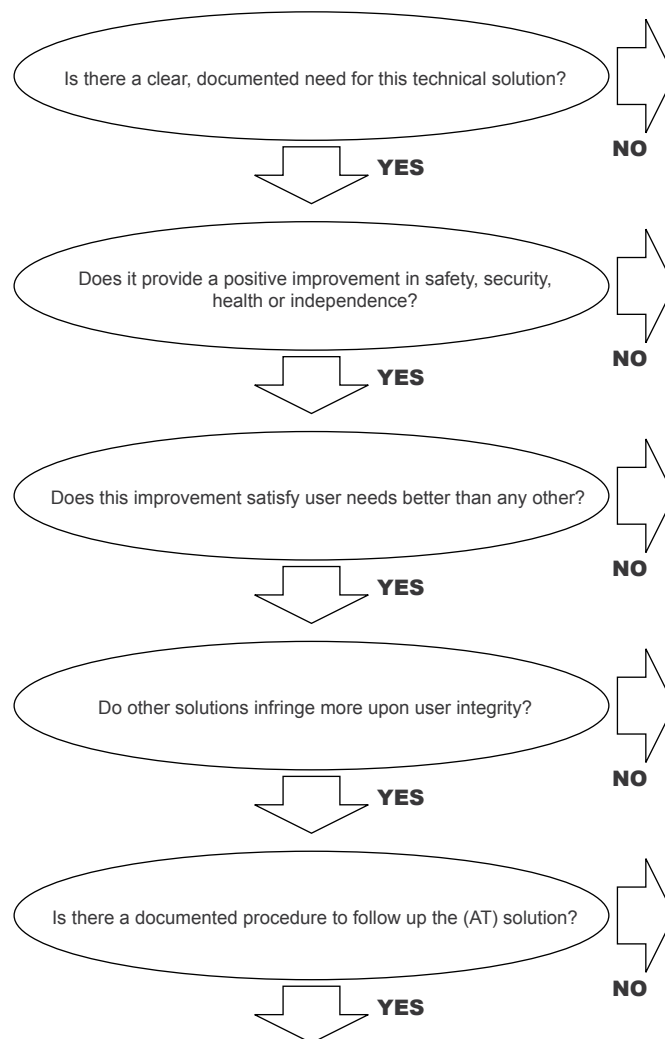 Is there a clear, documented need for this technical solution?
NO
YES
Does it provide a positive improvement in safety, security,
health or independence?
NO
YES
Does this improvement satisfy user needs better than any other?
NO
YES
Do other solutions infringe more upon user integrity?
NO
YES
Is there a documented procedure to follow up the (AT) solution?
NO
YES